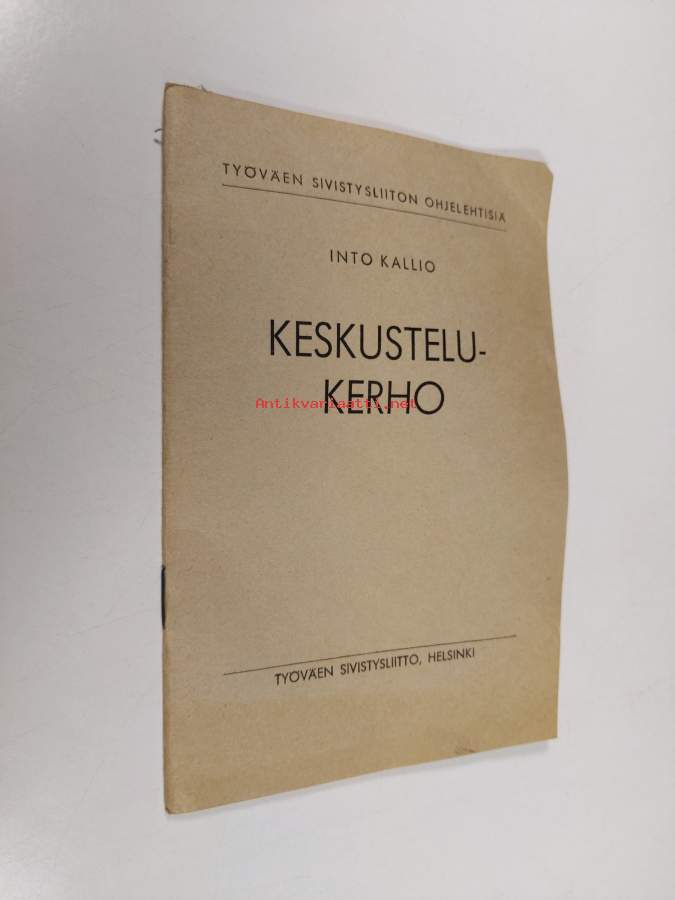 TYÖVÄEN SIVISTYSLIITON OHJELEHTISIÄ
INTO KALLIO
KESKUSTELU-
KERHO
Antikvariaatti.net
TYÖVÄEN SIVISTYSLIITTO, HELSINKI